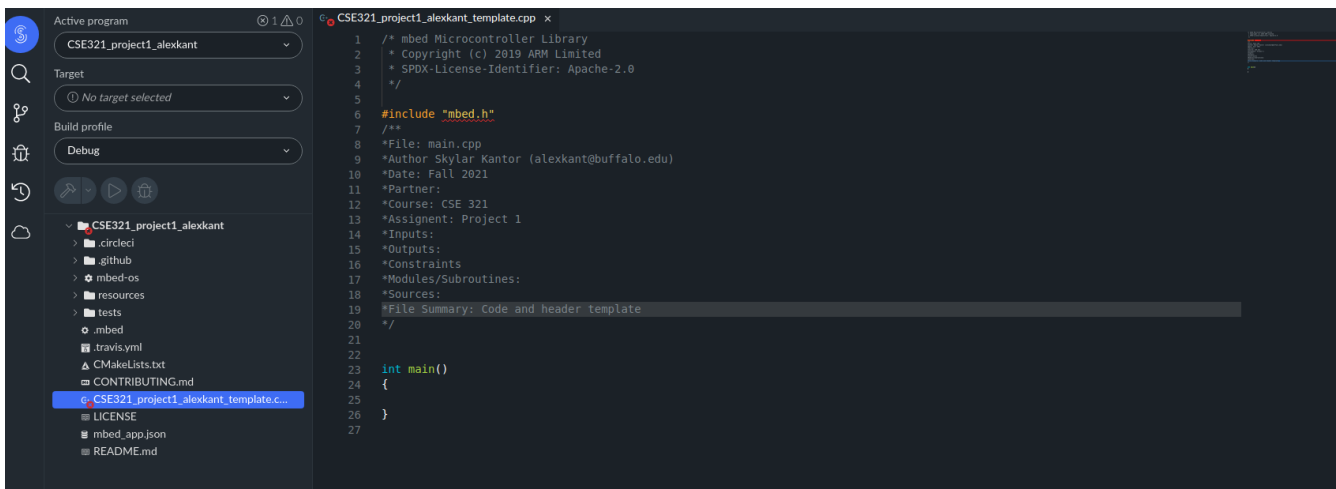 Active program
1 0
CSE321_project1_alexkant
Target
No target selected
Build profile
Debug
CSE321_project1_alexkant
.circleci
.github
mbed-os
resources
tests
.mbed
.travis.yml
CMakeLists.txt
CONTRIBUTING.md
CSE321_project1_alexkant_template.c...
LICENSE
mbed_app.json
README.md
CSE321_project1_alexkant_template.cpp ×
1 /* mbed Microcontroller Library
2 * Copyright (c) 2019 ARM Limited
3 * SPDX-License-Identifier: Apache-2.0
4 */
5
6 #include "mbed.h"
7 /**
8 *File: main.cpp
9 *Author Skylar Kantor (alexkant@buffalo.edu)
10 *Date: Fall 2021
11 *Partner:
12 *Course: CSE 321
13 *Assignent: Project 1
14 *Inputs:
15 *Outputs:
16 *Constraints
17 *Modules/Subroutines:
18 *Sources:
19 *File Summary: Code and header template
20 */
21
22
23 int main()
24 {
25
26 }
27